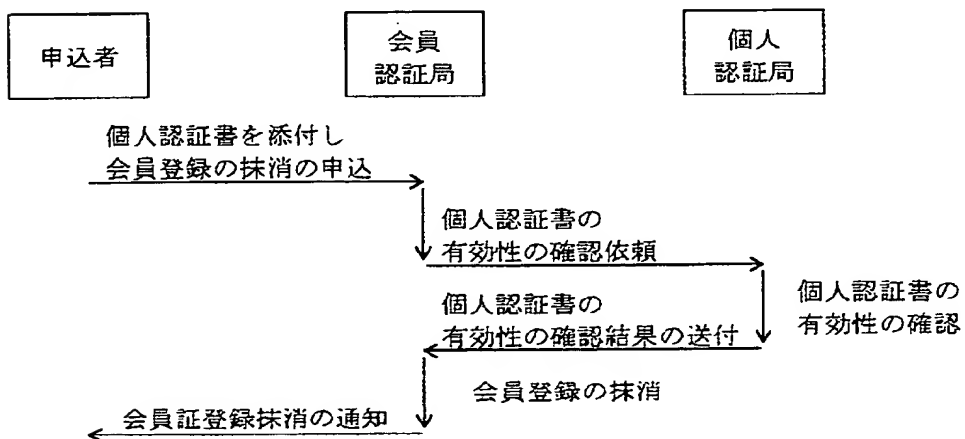 申込者
会員
認証局
個人
認証局
個人認証書を添付し
会員登録の抹消の申込
個人認証書の
有効性の確認依頼
個人認証書の
有効性の確認
個人認証書の
有効性の確認結果の送付
会員登録の抹消
会員証登録抹消の通知